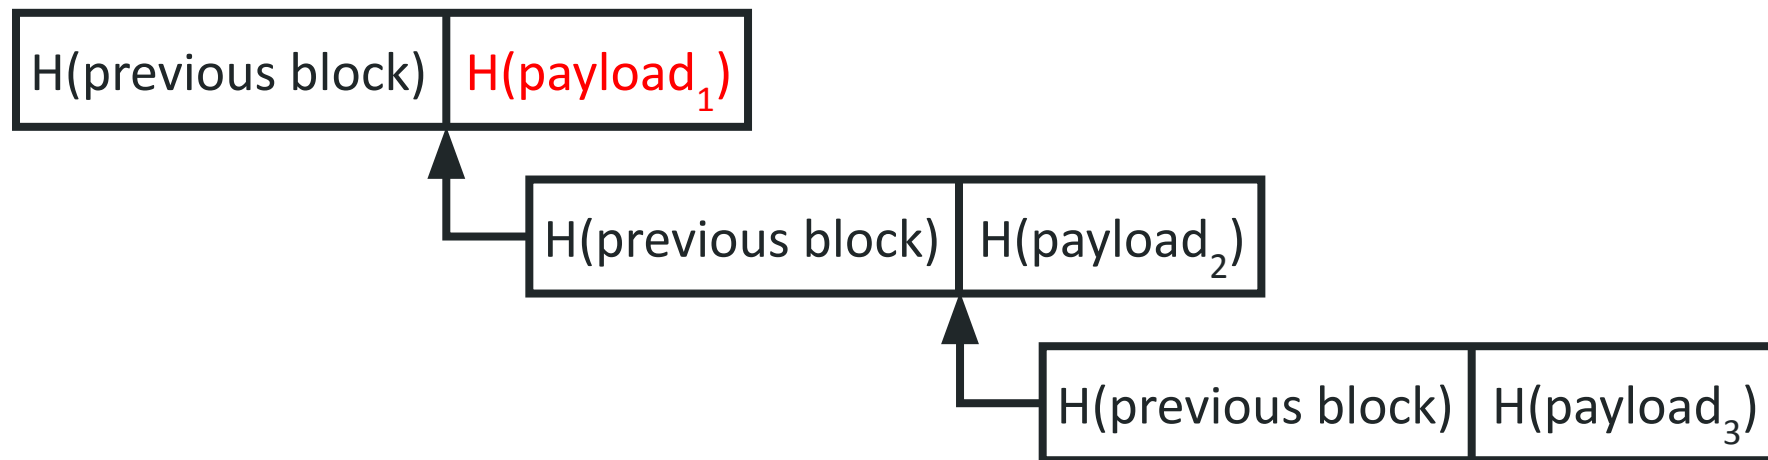 H(previous block) H(payload₁)
H(previous block) H(payload₂)
H(previous block) H(payload₃)